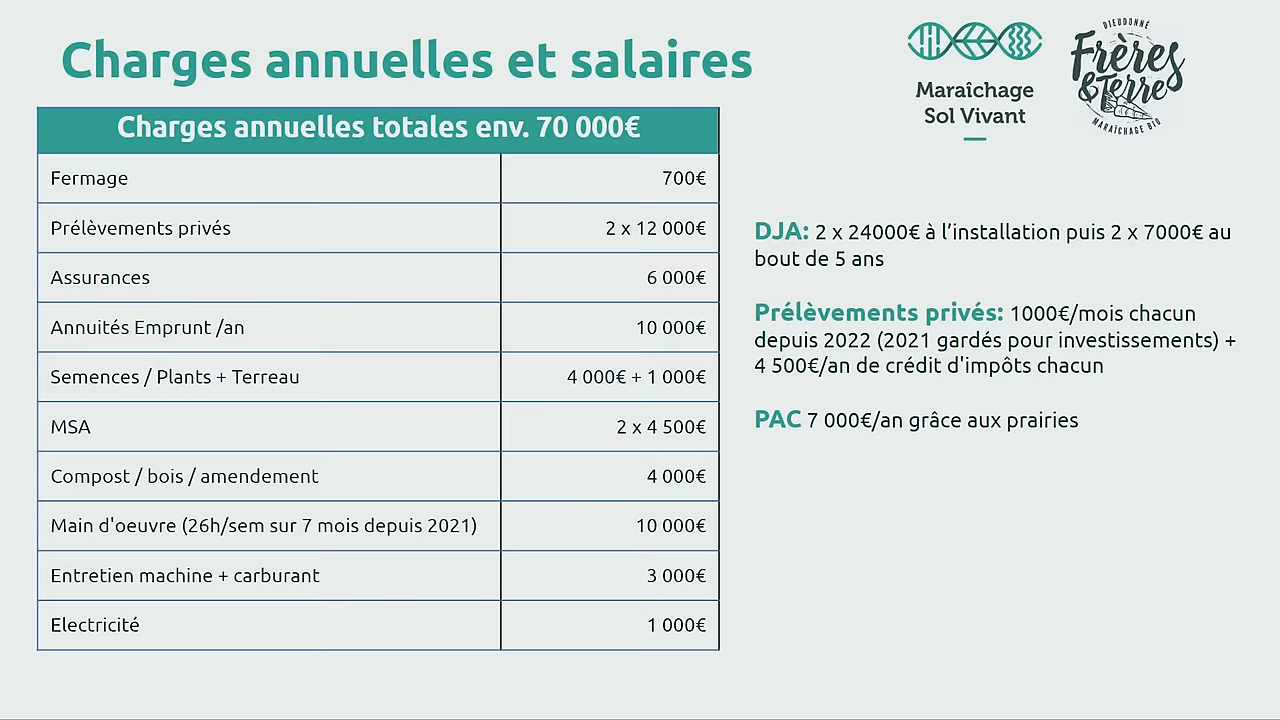 Charges annuelles et salaires
Maraîchage
Sol Vivant
DIEUDONNÉ
Frères
& Terre
MARAÎCHAGE BIO
Charges annuelles totales env. 70 000€
Fermage 700€
Prélèvements privés 2 x 12 000€
Assurances 6 000€
Annuités Emprunt /an 10 000€
Semences / Plants + Terreau 4 000€ + 1 000€
MSA 2 x 4 500€
Compost / bois / amendement 4 000€
Main d'oeuvre (26h/sem sur 7 mois depuis 2021) 10 000€
Entretien machine + carburant 3 000€
Electricité 1 000€
DJA: 2 x 24000€ à l’installation puis 2 x 7000€ au
bout de 5 ans
Prélèvements privés: 1000€/mois chacun
depuis 2022 (2021 gardés pour investissements) +
4 500€/an de crédit d'impôts chacun
PAC 7 000€/an grâce aux prairies